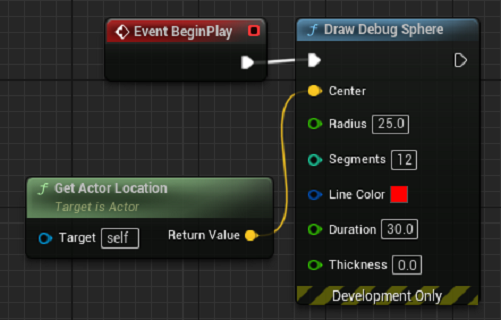 Event BeginPlay
f Draw Debug Sphere
Center
Radius 25.0
Segments 12
Line Color
Duration 30.0
Thickness 0.0
Development Only
f Get Actor Location
Target is Actor
Target self
Return Value